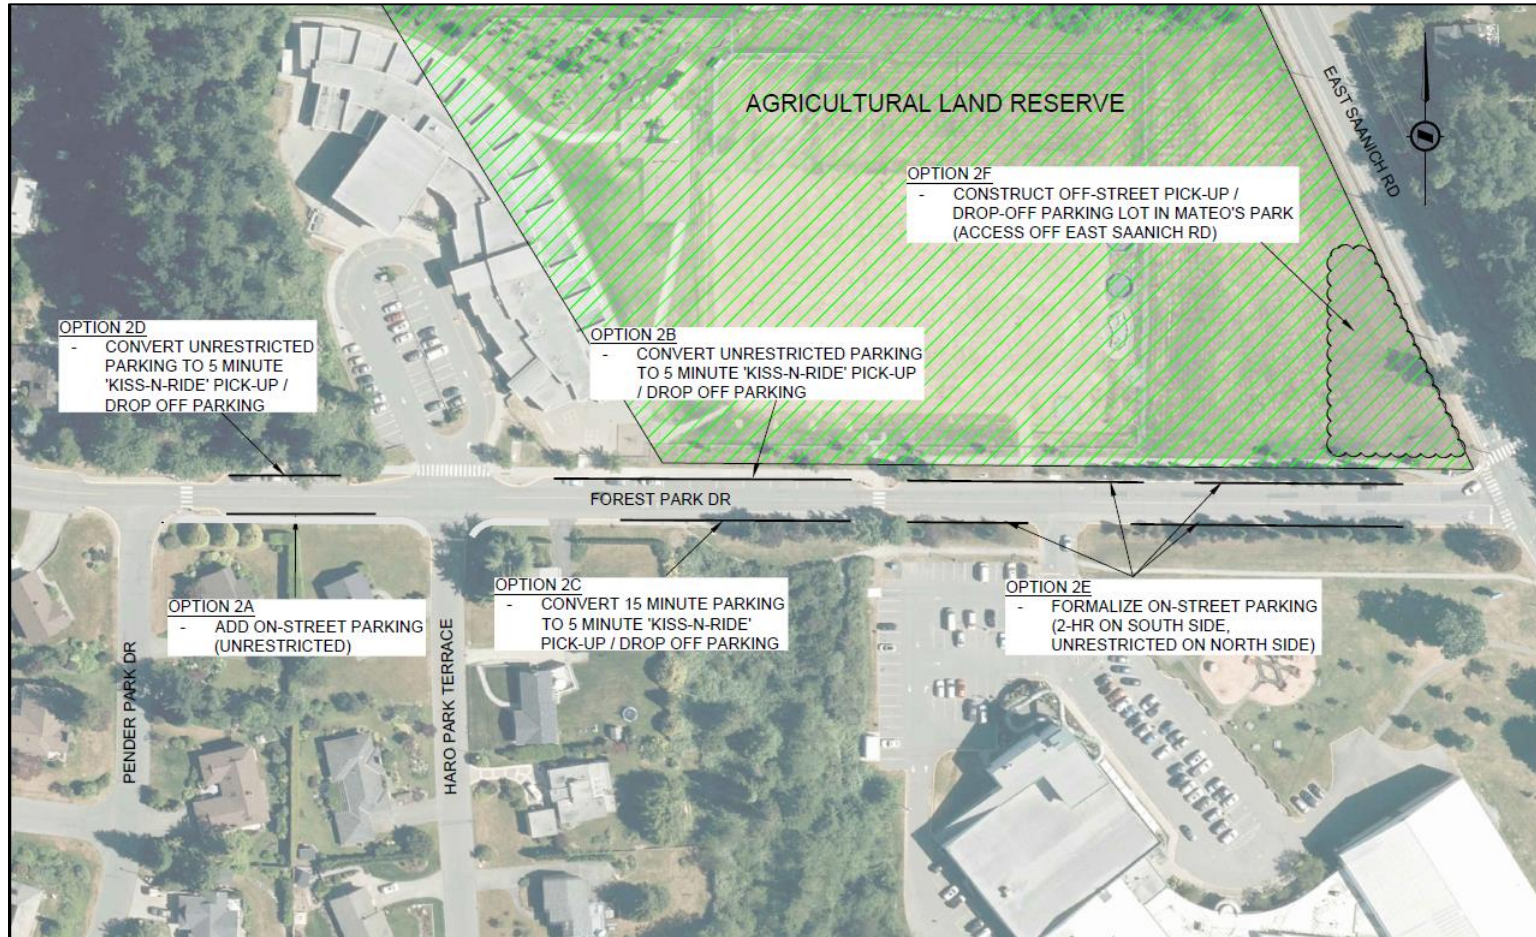 AGRICULTURAL LAND RESERVE
EAST SAANICH RD
OPTION 2F
- CONSTRUCT OFF-STREET PICK-UP /
DROP-OFF PARKING LOT IN MATEO'S PARK
(ACCESS OFF EAST SAANICH RD)
OPTION 2D
- CONVERT UNRESTRICTED
PARKING TO 5 MINUTE
'KISS-N-RIDE' PICK-UP /
DROP OFF PARKING
OPTION 2B
- CONVERT UNRESTRICTED PARKING
TO 5 MINUTE 'KISS-N-RIDE' PICK-UP
/ DROP OFF PARKING
FOREST PARK DR
OPTION 2A
- ADD ON-STREET PARKING
(UNRESTRICTED)
OPTION 2C
- CONVERT 15 MINUTE PARKING
TO 5 MINUTE 'KISS-N-RIDE'
PICK-UP / DROP OFF PARKING
OPTION 2E
- FORMALIZE ON-STREET PARKING
(2-HR ON SOUTH SIDE,
UNRESTRICTED ON NORTH SIDE)
PENDER PARK DR
HARO PARK TERRACE